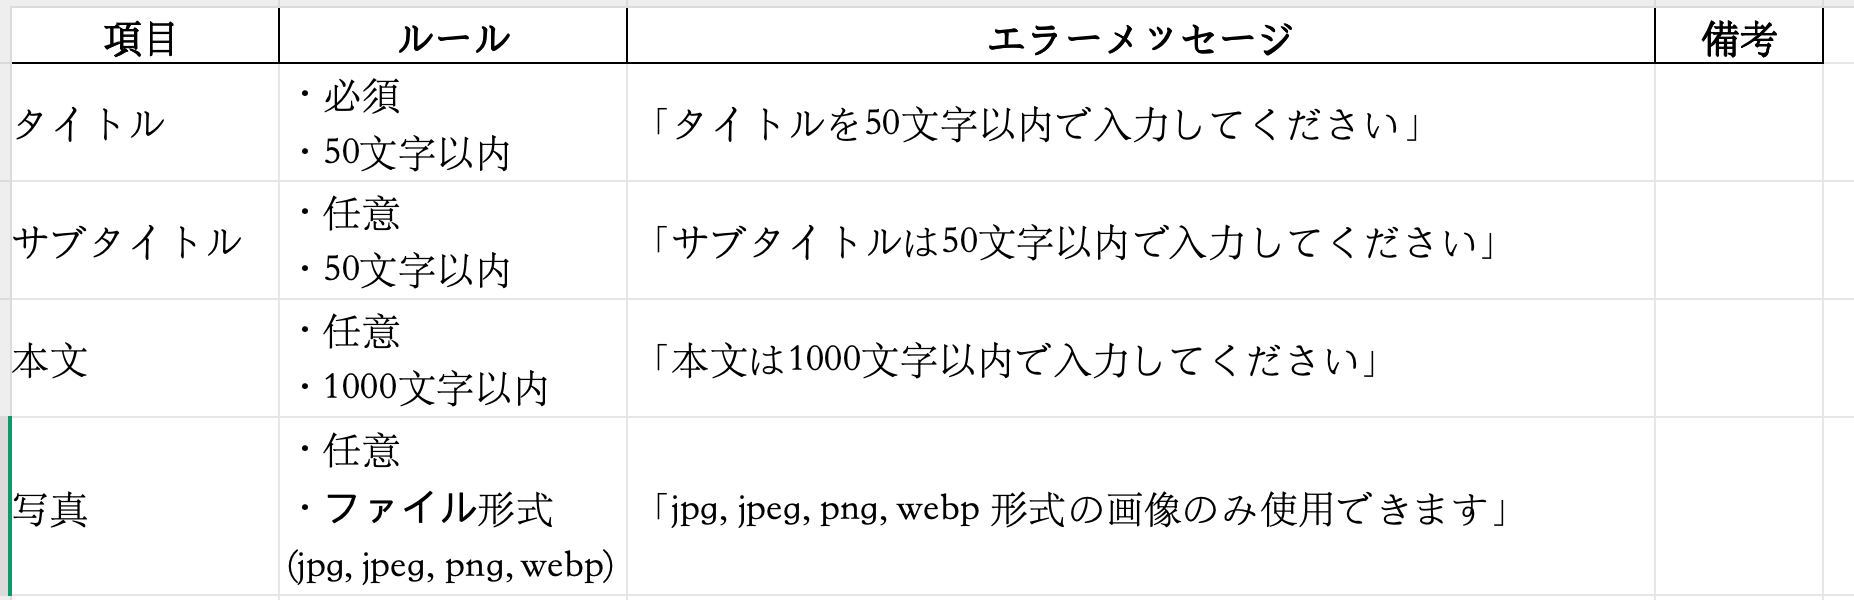 項目
ルール
エラーメッセージ
備考
タイトル
・必須
・50文字以内
「タイトルを50文字以内で入力してください」
サブタイトル
・任意
・50文字以内
「サブタイトルは50文字以内で入力してください」
本文
・任意
・1000文字以内
「本文は1000文字以内で入力してください」
写真
・任意
・ファイル形式
(jpg, jpeg, png, webp)
「jpg, jpeg, png, webp 形式の画像のみ使用できます」